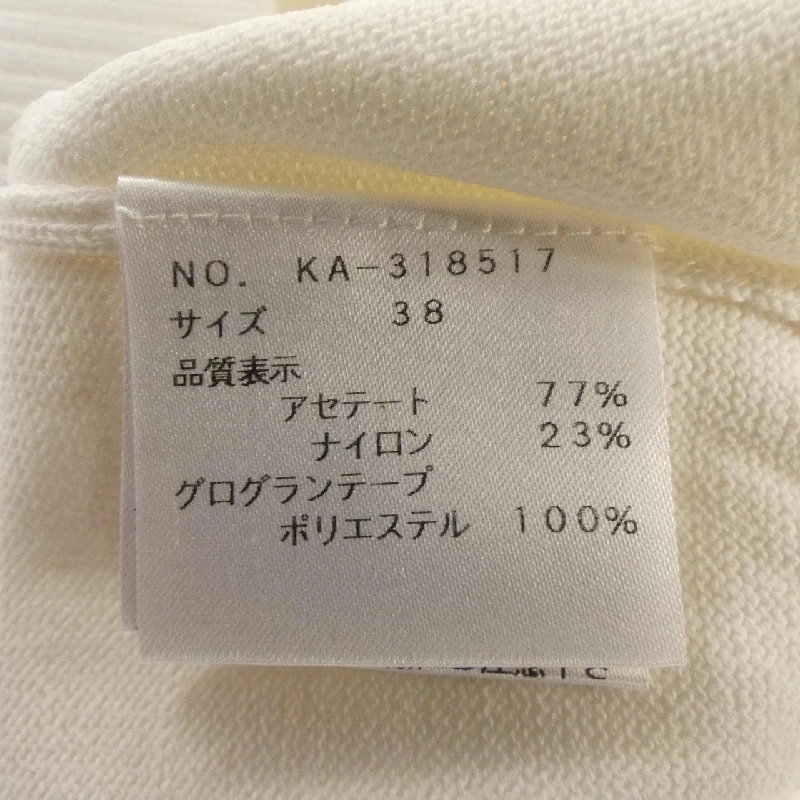 NO. KA-318517
サイズ 38
品質表示
アセテート 77%
ナイロン 23%
グログランテープ
ポリエステル 100%